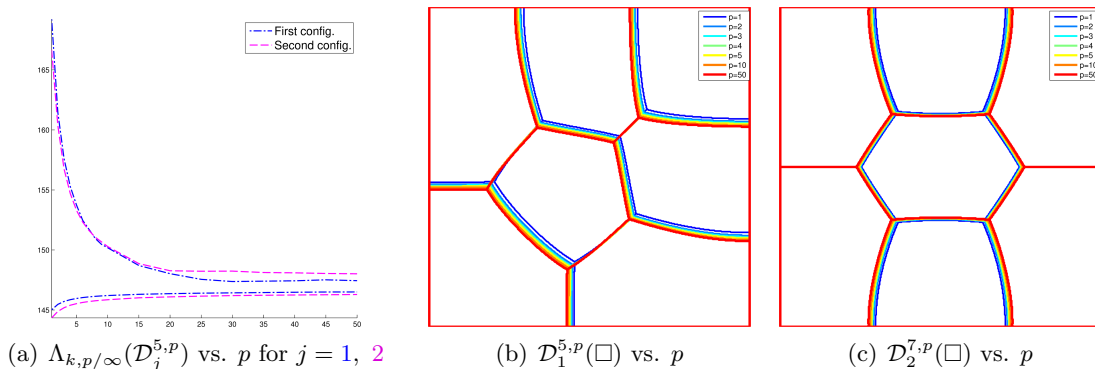 165
160
155
150
145
5
10
15
20
25
30
35
40
45
50
First config.
Second config.
p=1
p=2
p=3
p=4
p=5
p=10
p=50
p=1
p=2
p=3
p=4
p=5
p=10
p=50
(a) Λ_{k,p/∞}(𝒟_j^{5,p}) vs. p for j = 1, 2
(b) 𝒟_1^{5,p}(□) vs. p
(c) 𝒟_2^{7,p}(□) vs. p